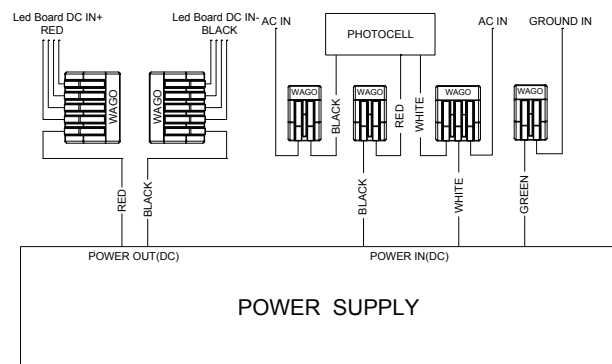 Led Board DC IN+
RED
Led Board DC IN-
BLACK
AC IN
PHOTOCELL
AC IN
GROUND IN
WAGO
WAGO
WAGO
WAGO
WAGO
WAGO
BLACK
RED
WHITE
RED
BLACK
BLACK
WHITE
GREEN
POWER OUT(DC)
POWER IN(DC)
POWER SUPPLY